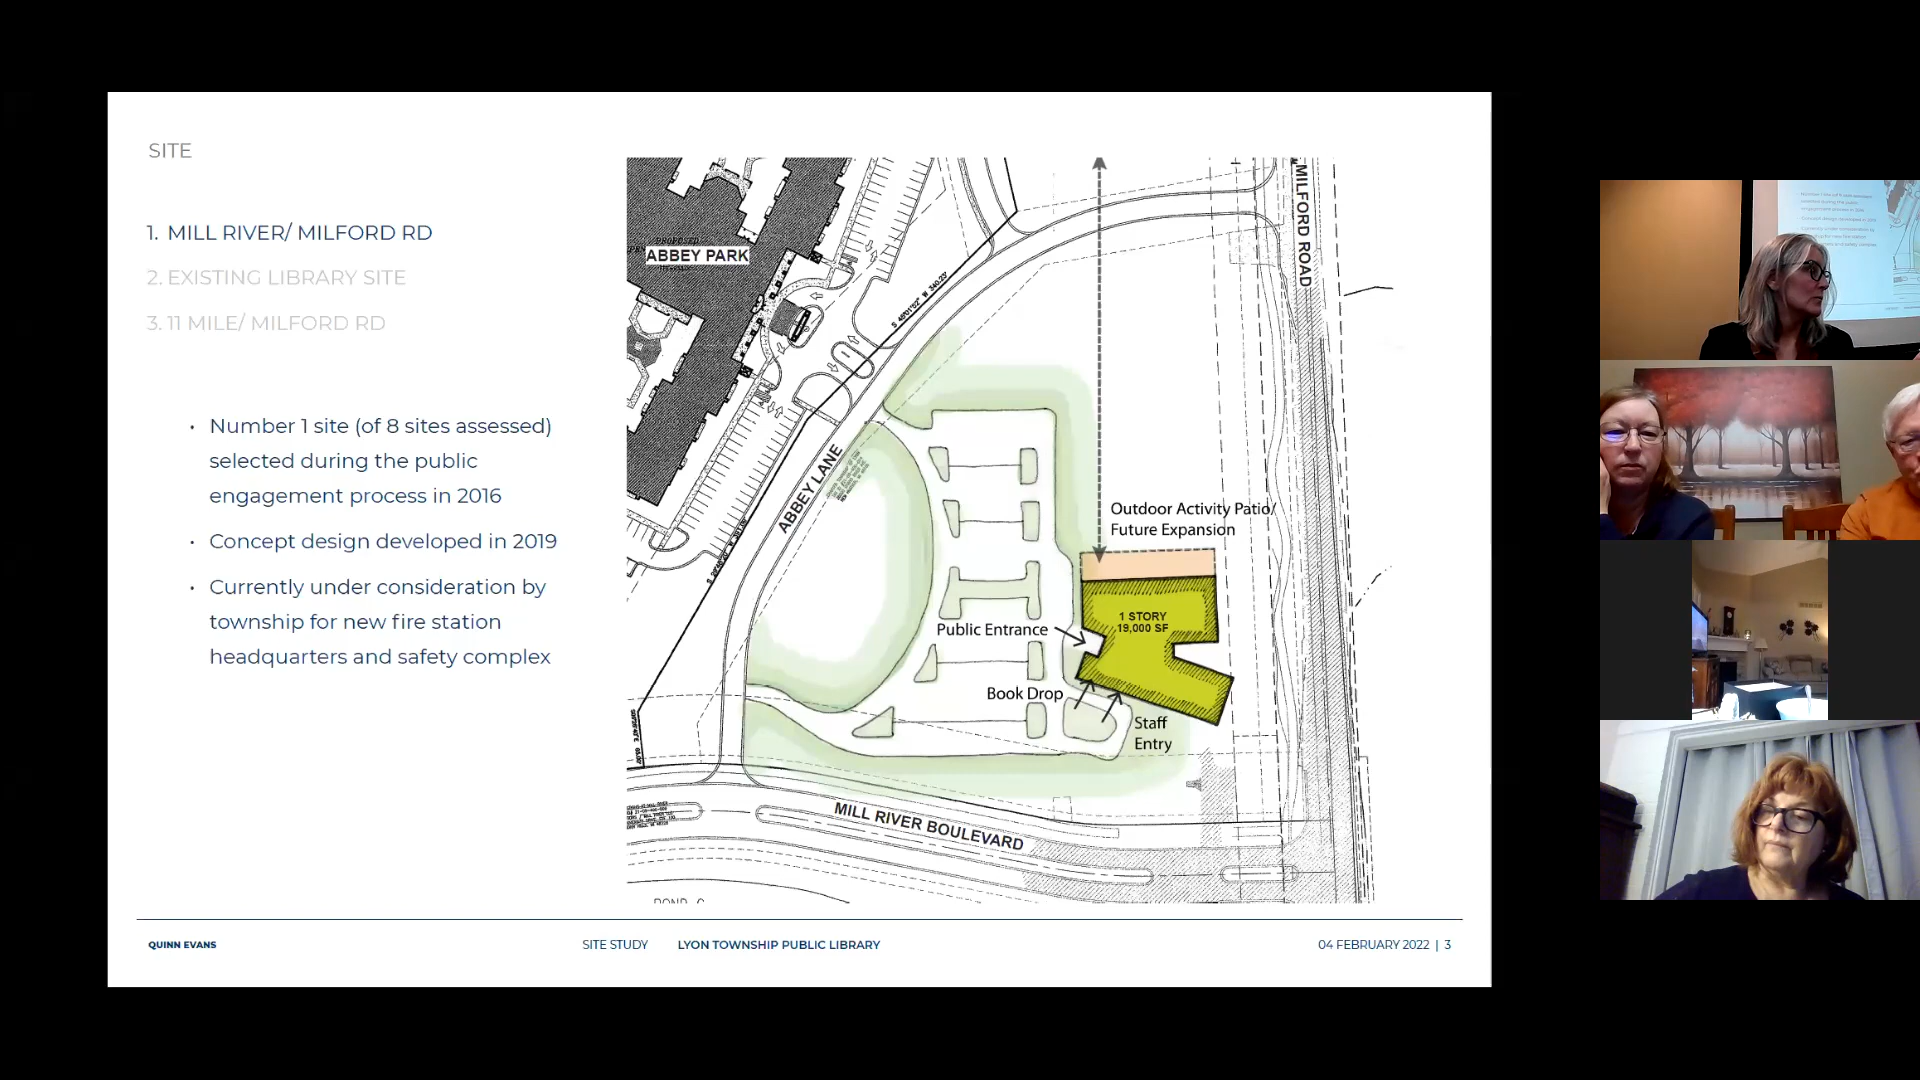 SITE
1. MILL RIVER/ MILFORD RD
2. EXISTING LIBRARY SITE
3. 11 MILE/ MILFORD RD
• Number 1 site (of 8 sites assessed)
selected during the public
engagement process in 2016
• Concept design developed in 2019
• Currently under consideration by
township for new fire station
headquarters and safety complex
PROPOSED
ABBEY PARK
MILFORD ROAD
ABBEY LANE
Outdoor Activity Patio/
Future Expansion
1 STORY
19,000 SF
Public Entrance
Book Drop
Staff
Entry
MILL RIVER BOULEVARD
QUINN EVANS
SITE STUDY LYON TOWNSHIP PUBLIC LIBRARY
04 FEBRUARY 2022 | 3